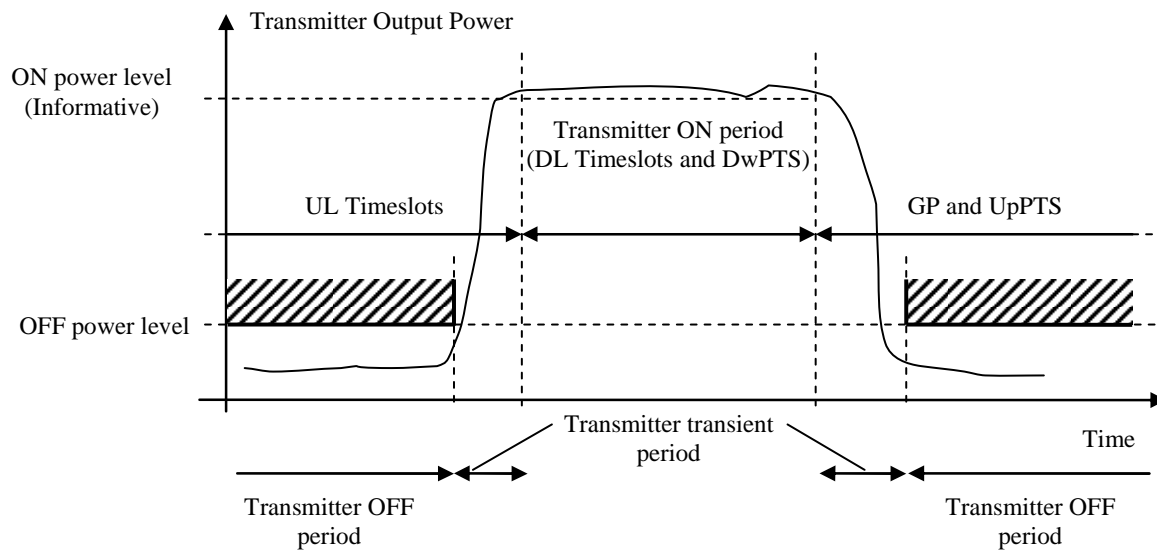 Transmitter Output Power
ON power level
(Informative)
Transmitter ON period
(DL Timeslots and DwPTS)
UL Timeslots
GP and UpPTS
OFF power level
Transmitter transient
period
Time
Transmitter OFF
period
Transmitter OFF
period